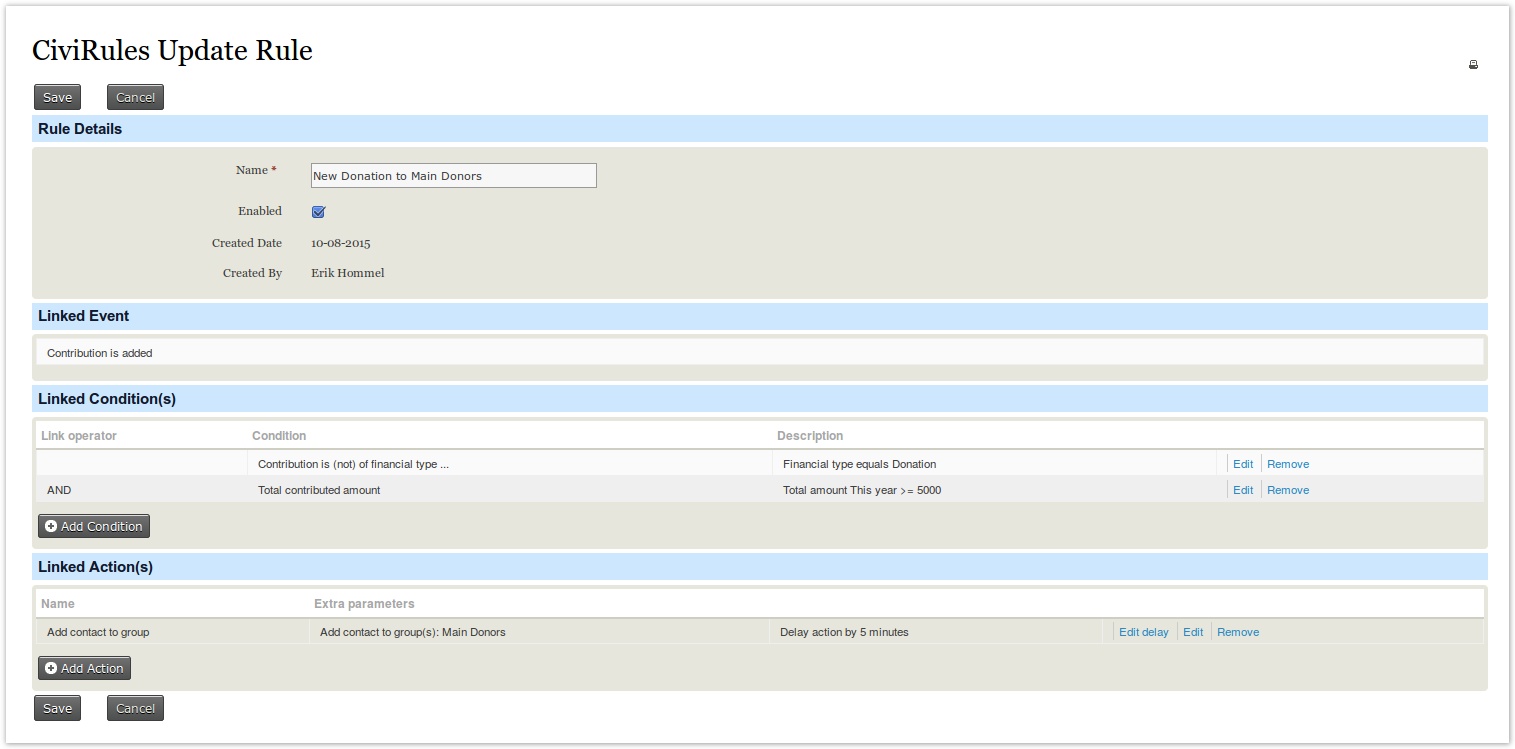 CiviRules Update Rule
Save Cancel
Rule Details
Name * New Donation to Main Donors
Enabled
Created Date 10-08-2015
Created By Erik Hommel
Linked Event
Contribution is added
Linked Condition(s)
Link operator Condition Description
Contribution is (not) of financial type ... Financial type equals Donation Edit Remove
AND Total contributed amount Total amount This year >= 5000 Edit Remove
Add Condition
Linked Action(s)
Name Extra parameters
Add contact to group Add contact to group(s): Main Donors Delay action by 5 minutes Edit delay Edit Remove
Add Action
Save Cancel